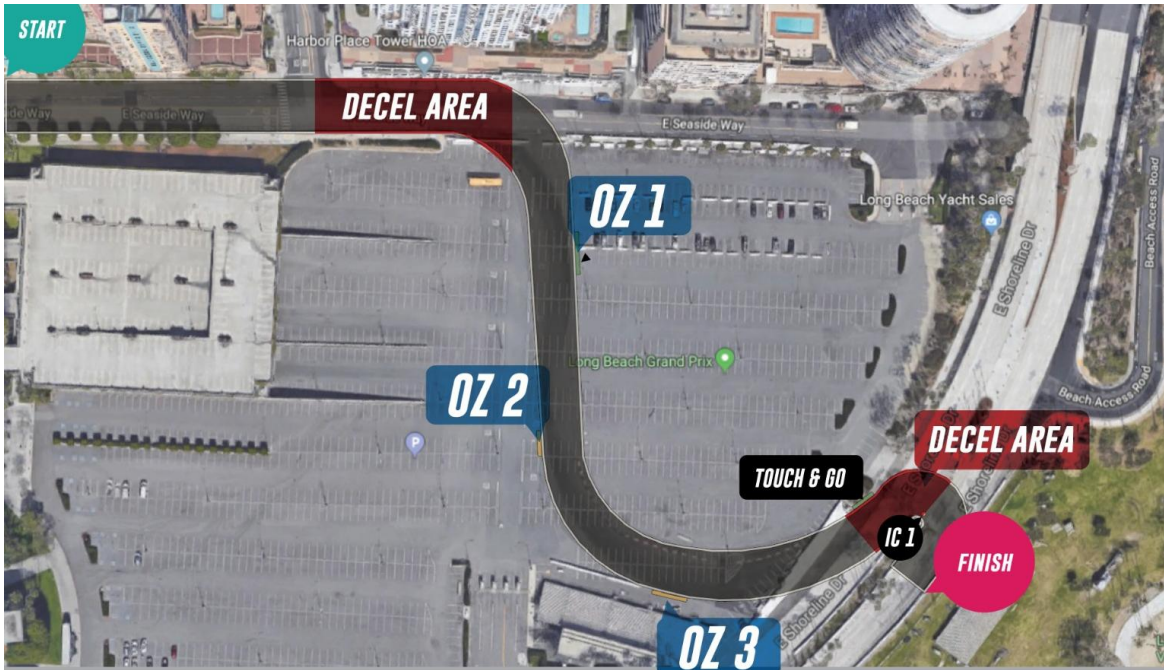 START
Harbor Place Tower HOA
ide Way
E Seaside Way
DECEL AREA
E Seaside Way
OZ 1
Long Beach Yacht Sales
E Shoreline Dr
Beach Access Road
Long Beach Grand Prix
OZ 2
P
Beach Access Road
DECEL AREA
TOUCH & GO
IC 1
FINISH
E Shoreline Dr
OZ 3